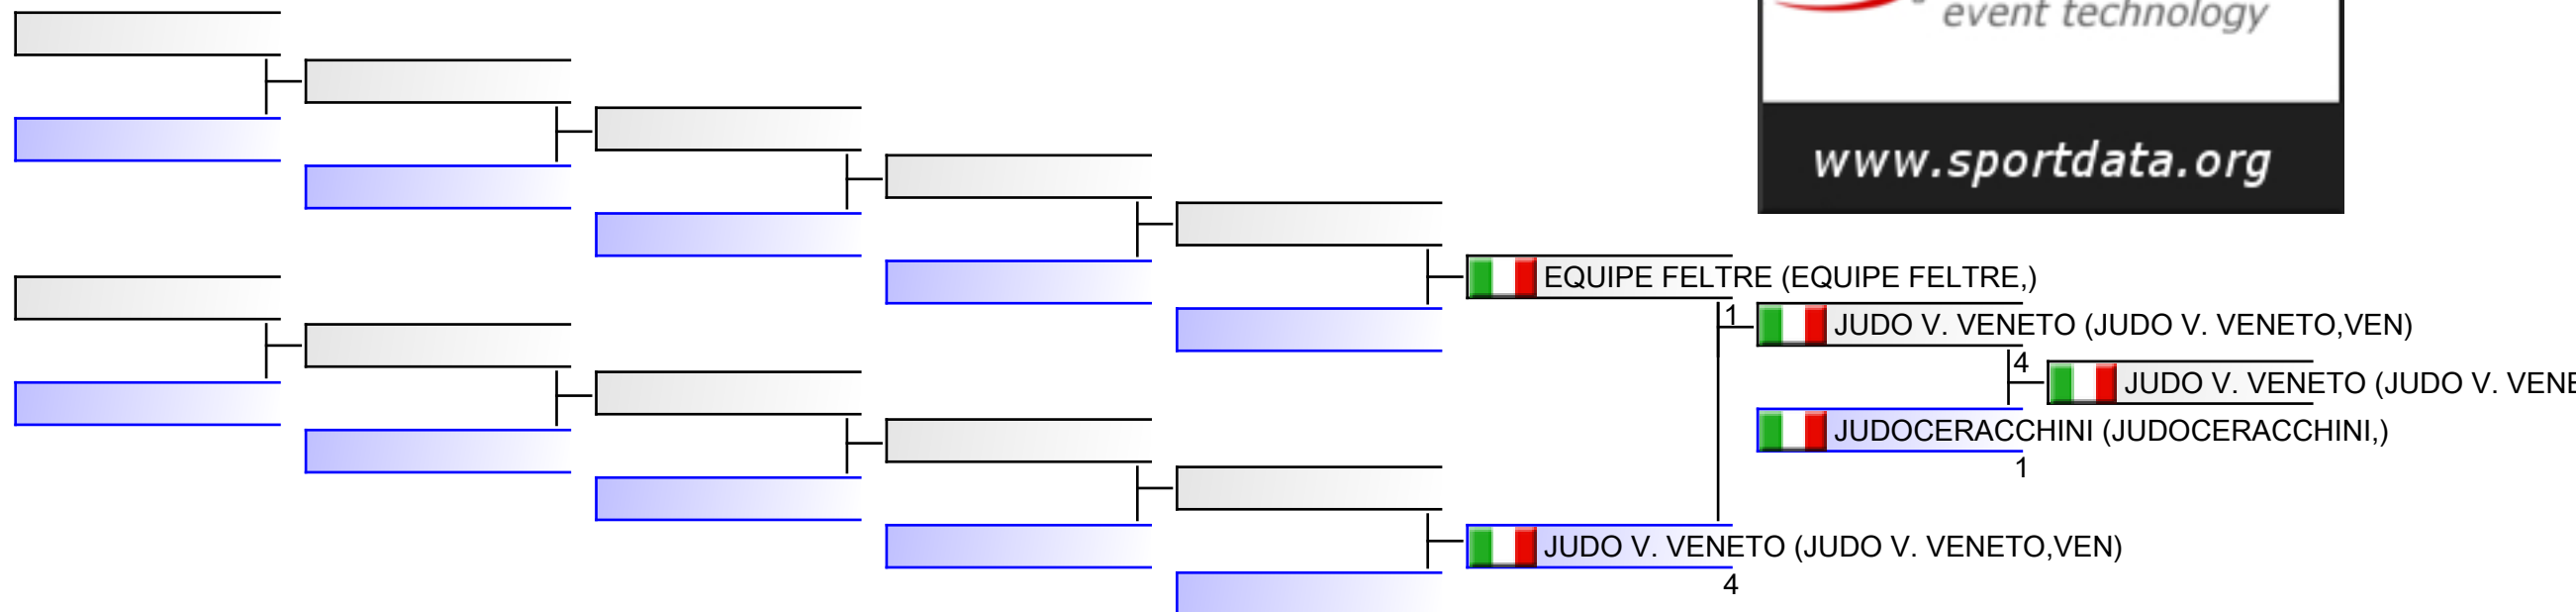 event technology
www.sportdata.org
EQUIPE FELTRE (EQUIPE FELTRE,)
1
JUDO V. VENETO (JUDO V. VENETO,VEN)
4
JUDO V. VENETO (JUDO V. VENE
JUDOCERACCHINI (JUDOCERACCHINI,)
1
JUDO V. VENETO (JUDO V. VENETO,VEN)
4